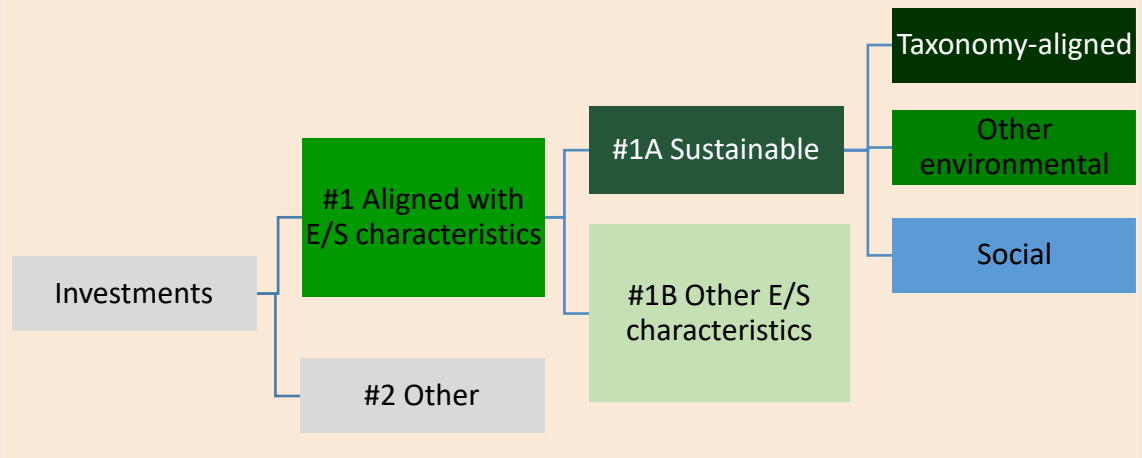 Taxonomy-aligned
#1A Sustainable
Other
environmental
#1 Aligned with
E/S characteristics
Social
Investments
#1B Other E/S
characteristics
#2 Other